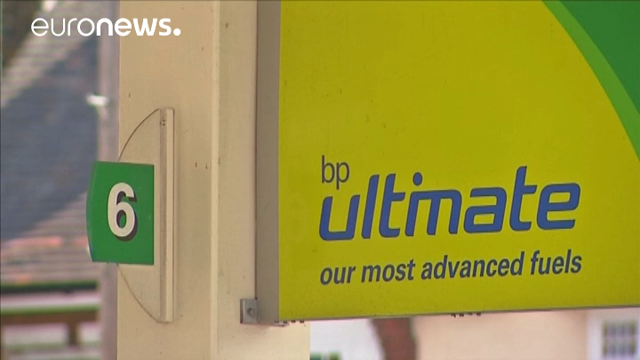 euronews.
6
bp
ultimate
our most advanced fuels